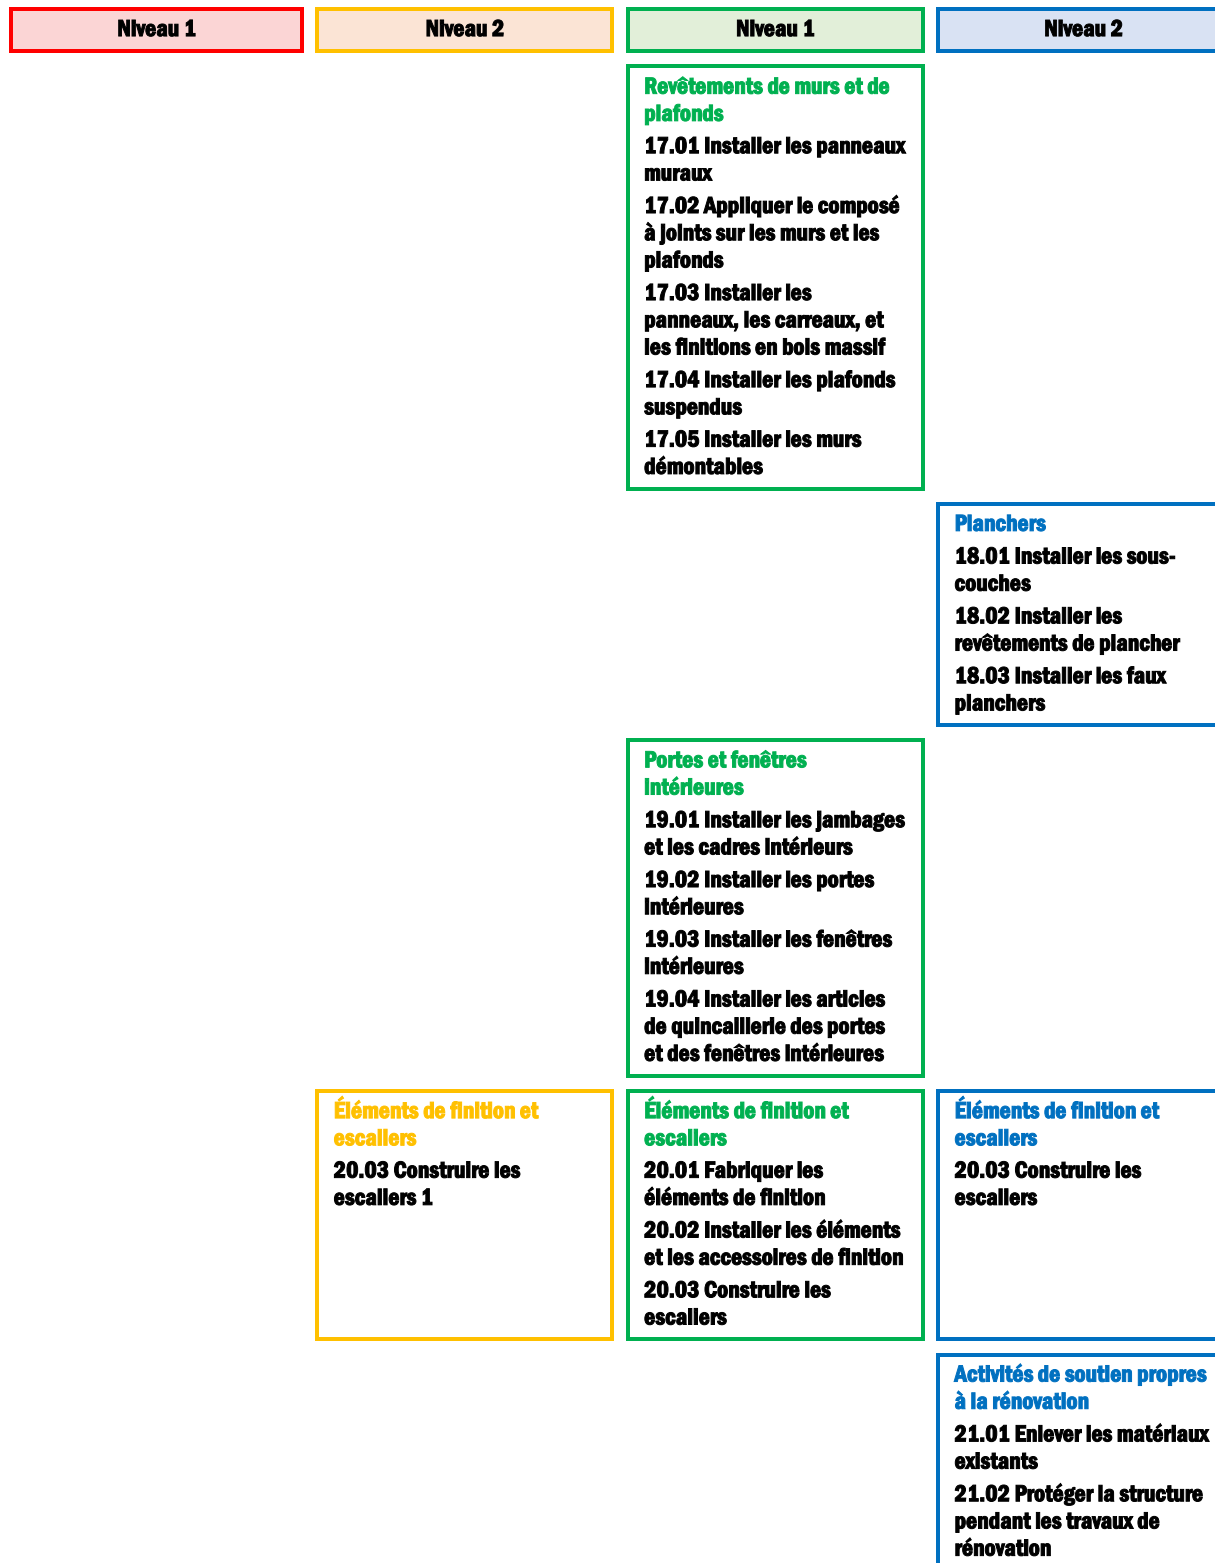 Niveau 1
Niveau 2
Niveau 1
Niveau 2
Revêtements de murs et de
plafonds
17.01 Installer les panneaux
muraux
17.02 Appliquer le composé
à joints sur les murs et les
plafonds
17.03 Installer les
panneaux, les carreaux, et
les finitions en bois massif
17.04 Installer les plafonds
suspendus
17.05 Installer les murs
démontables
Planchers
18.01 Installer les sous-
couches
18.02 Installer les
revêtements de plancher
18.03 Installer les faux
planchers
Portes et fenêtres
intérieures
19.01 Installer les jambages
et les cadres intérieurs
19.02 Installer les portes
intérieures
19.03 Installer les fenêtres
intérieures
19.04 Installer les articles
de quincaillerie des portes
et des fenêtres intérieures
Éléments de finition et
escaliers
20.03 Construire les
escaliers 1
Éléments de finition et
escaliers
20.01 Fabriquer les
éléments de finition
20.02 Installer les éléments
et les accessoires de finition
20.03 Construire les
escaliers
Éléments de finition et
escaliers
20.03 Construire les
escaliers
Activités de soutien propres
à la rénovation
21.01 Enlever les matériaux
existants
21.02 Protéger la structure
pendant les travaux de
rénovation